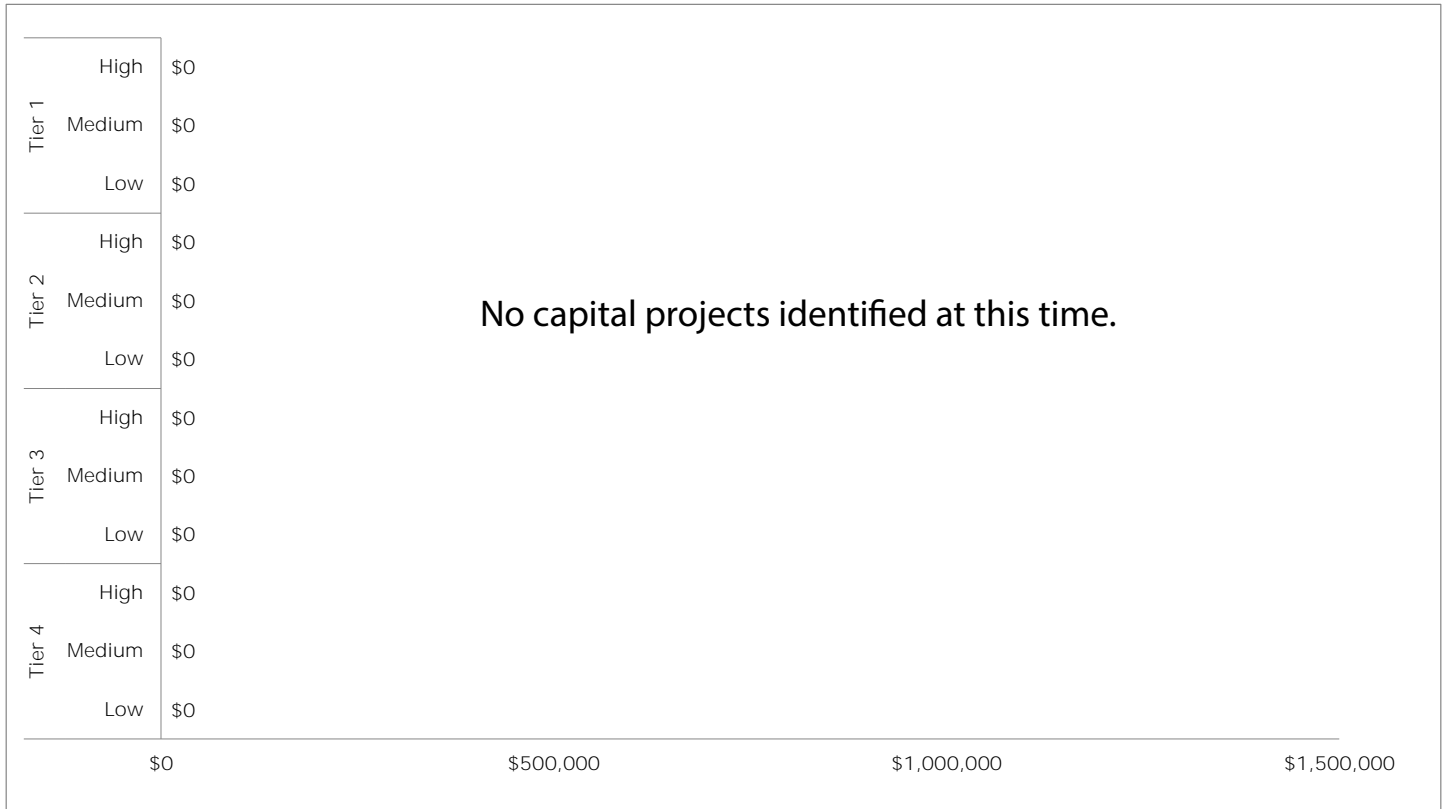 Tier 1
High $0
Medium $0
Low $0
Tier 2
High $0
Medium $0
Low $0
No capital projects identified at this time.
Tier 3
High $0
Medium $0
Low $0
Tier 4
High $0
Medium $0
Low $0
$0 $500,000 $1,000,000 $1,500,000